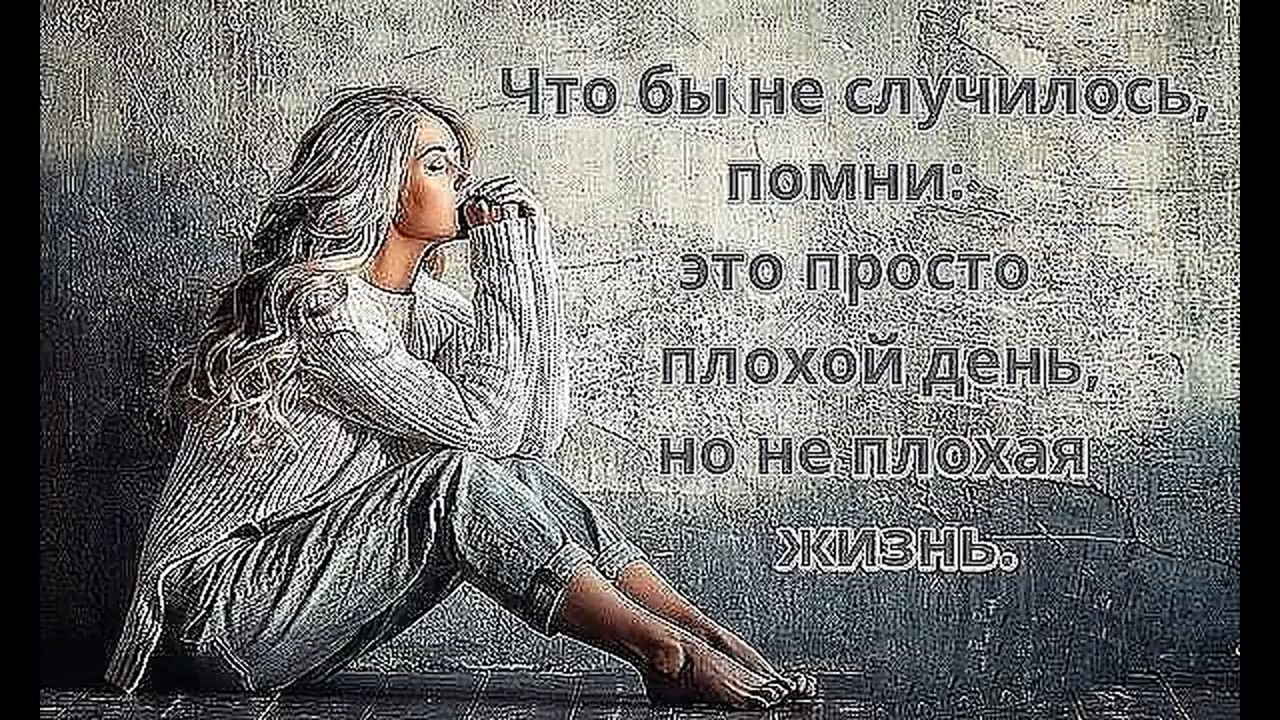 Что бы не случилось,
помни:
это просто
плохой день,
но не плохая
жизнь.